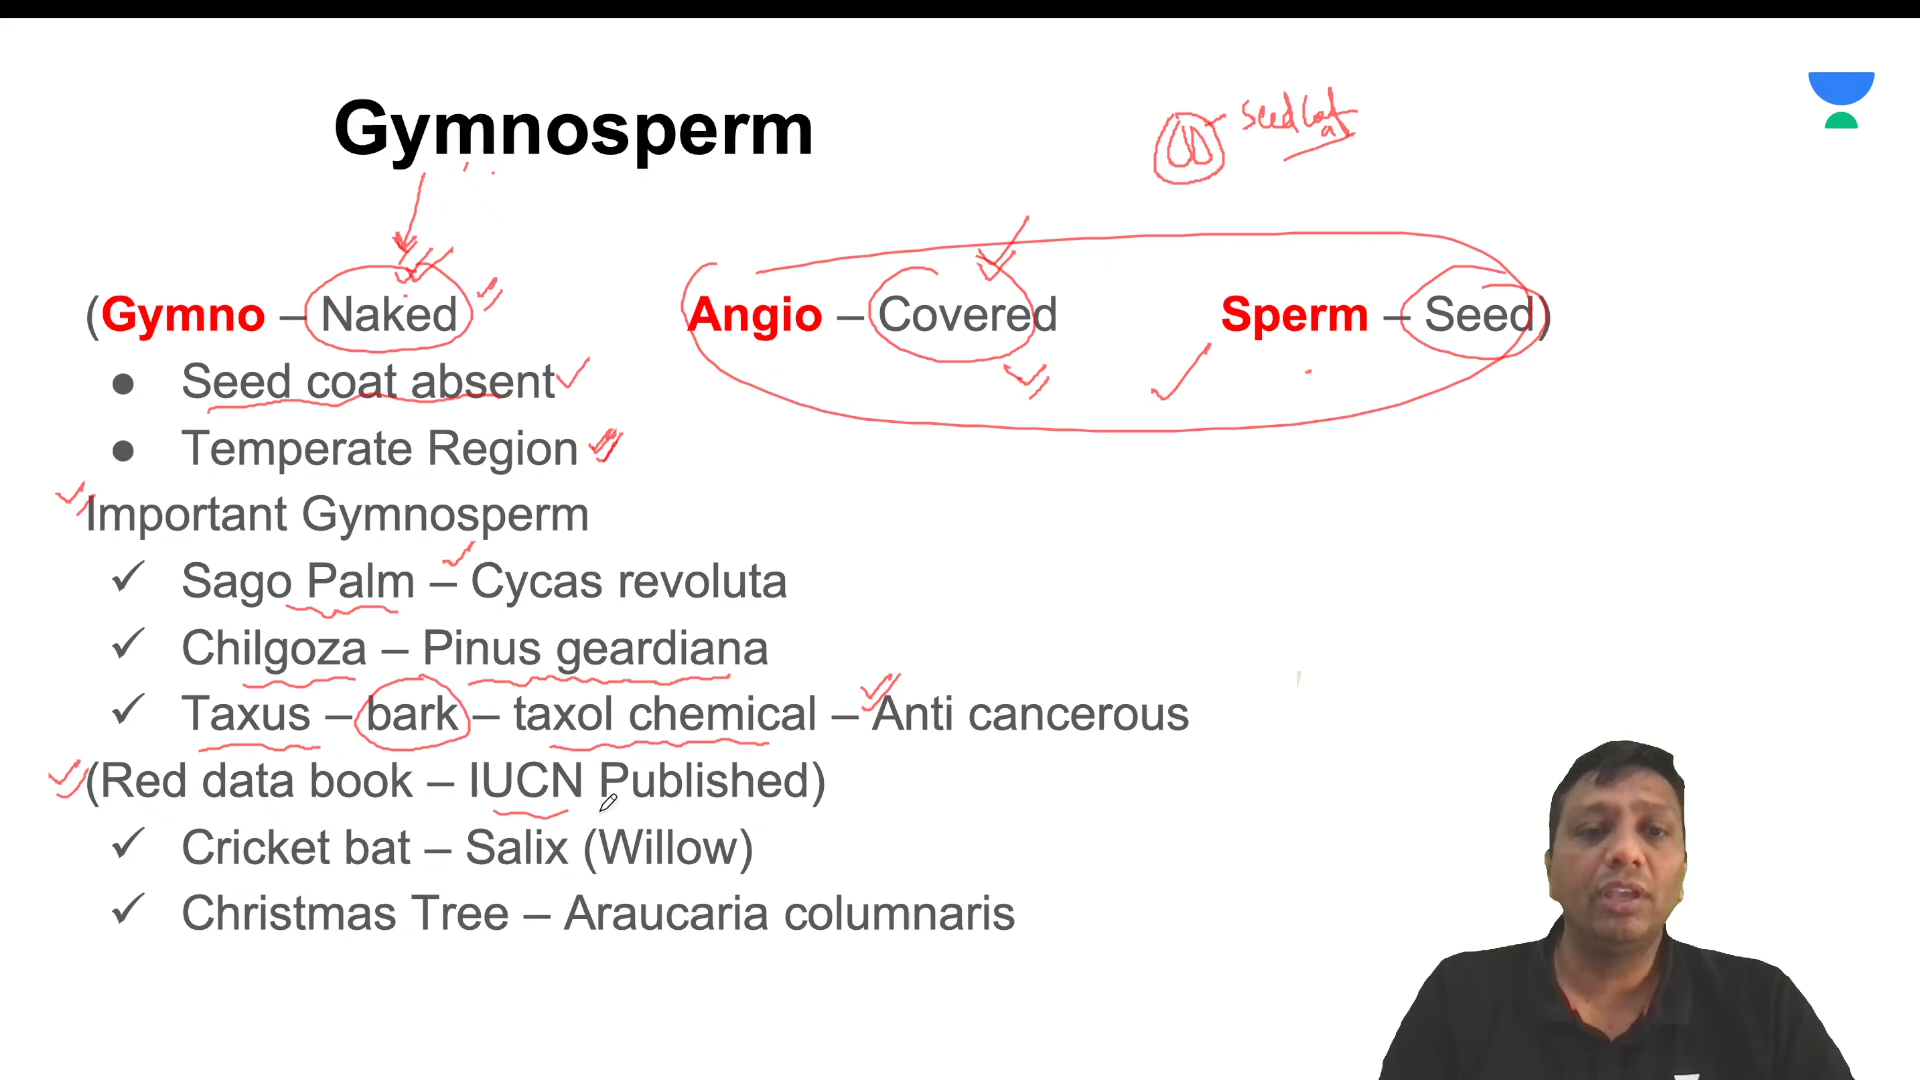 Gymnosperm
Seed Coat
(Gymno – Naked Angio – Covered Sperm – Seed)
● Seed coat absent
● Temperate Region
Important Gymnosperm
✓ Sago Palm – Cycas revoluta
✓ Chilgoza – Pinus geardiana
✓ Taxus – bark – taxol chemical – Anti cancerous
(Red data book – IUCN Published)
✓ Cricket bat – Salix (Willow)
✓ Christmas Tree – Araucaria columnaris